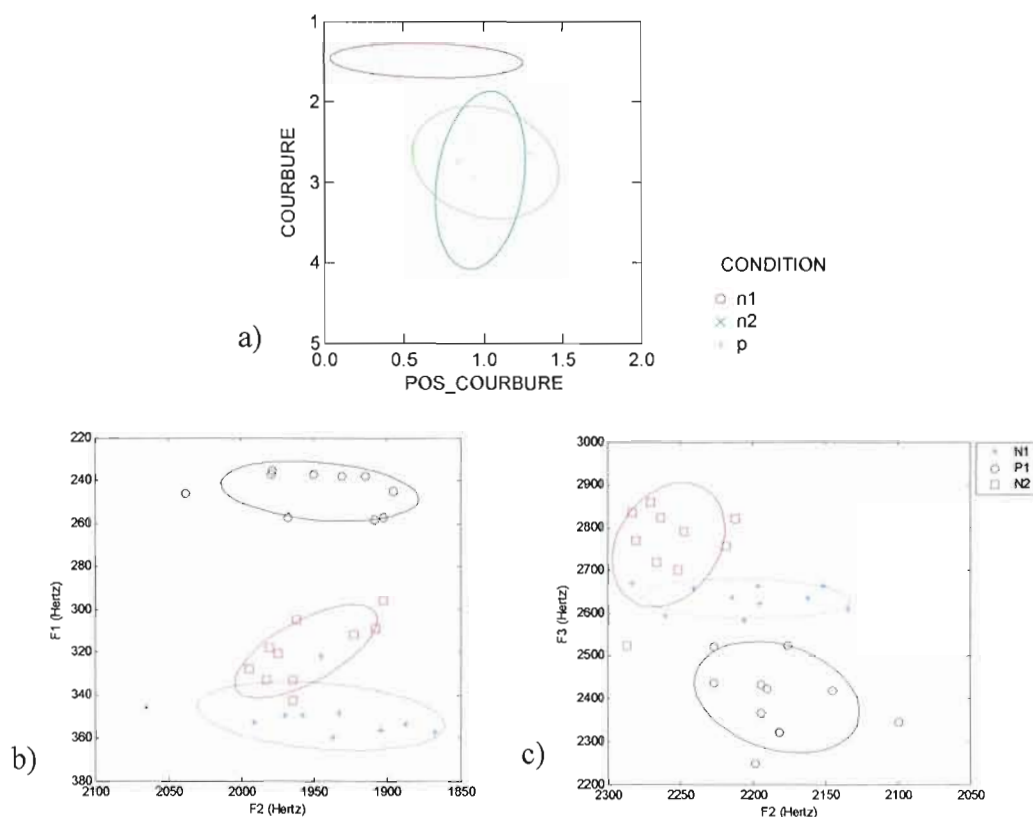 1
2
3
4
5
COURBURE
0.0 0.5 1.0 1.5 2.0
POS_COURBURE
a)
CONDITION
n1
n2
p
220
240
260
280
300
320
340
360
380
F1 (Hertz)
2100 2050 2000 1950 1900 1850
F2 (Hertz)
b)
3000
2900
2800
2700
2600
2500
2400
2300
2200
F3 (Hertz)
2300 2250 2200 2150 2100 2050
F2 (Hertz)
c)
N1
P1
N2